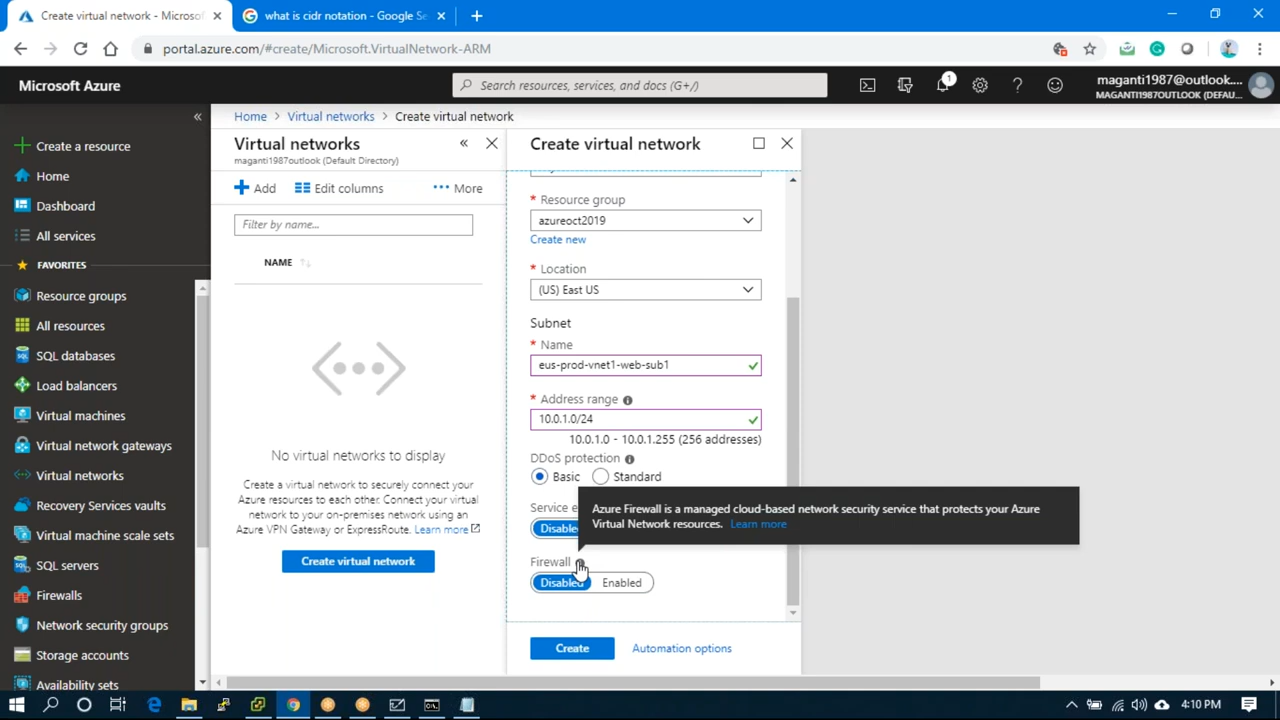 Create virtual network - Microso
what is cidr notation - Google Se
portal.azure.com/#create/Microsoft.VirtualNetwork-ARM
Microsoft Azure
Search resources, services, and docs (G+/)
1
maganti1987@outlook....
MAGANTI1987OUTLOOK (DEFAU...
Create a resource
Home
Dashboard
All services
FAVORITES
Resource groups
All resources
SQL databases
Load balancers
Virtual machines
Virtual network gateways
Virtual networks
Recovery Services vaults
Virtual machine scale sets
SQL servers
Firewalls
Network security groups
Storage accounts
Availability sets
Home > Virtual networks > Create virtual network
Virtual networks
maganti1987outlook (Default Directory)
Add
Edit columns
More
Filter by name...
NAME
No virtual networks to display
Create a virtual network to securely connect your
Azure resources to each other. Connect your virtual
network to your on-premises network using an
Azure VPN Gateway or ExpressRoute. Learn more
Create virtual network
Create virtual network
* Resource group
azureoct2019
Create new
* Location
(US) East US
Subnet
* Name
eus-prod-vnet1-web-sub1
* Address range
10.0.1.0/24
10.0.1.0 - 10.0.1.255 (256 addresses)
DDoS protection
Basic
Standard
Service e
Disable
Azure Firewall is a managed cloud-based network security service that protects your Azure
Virtual Network resources. Learn more
Firewall
Disabled
Enabled
Create
Automation options
4:10 PM